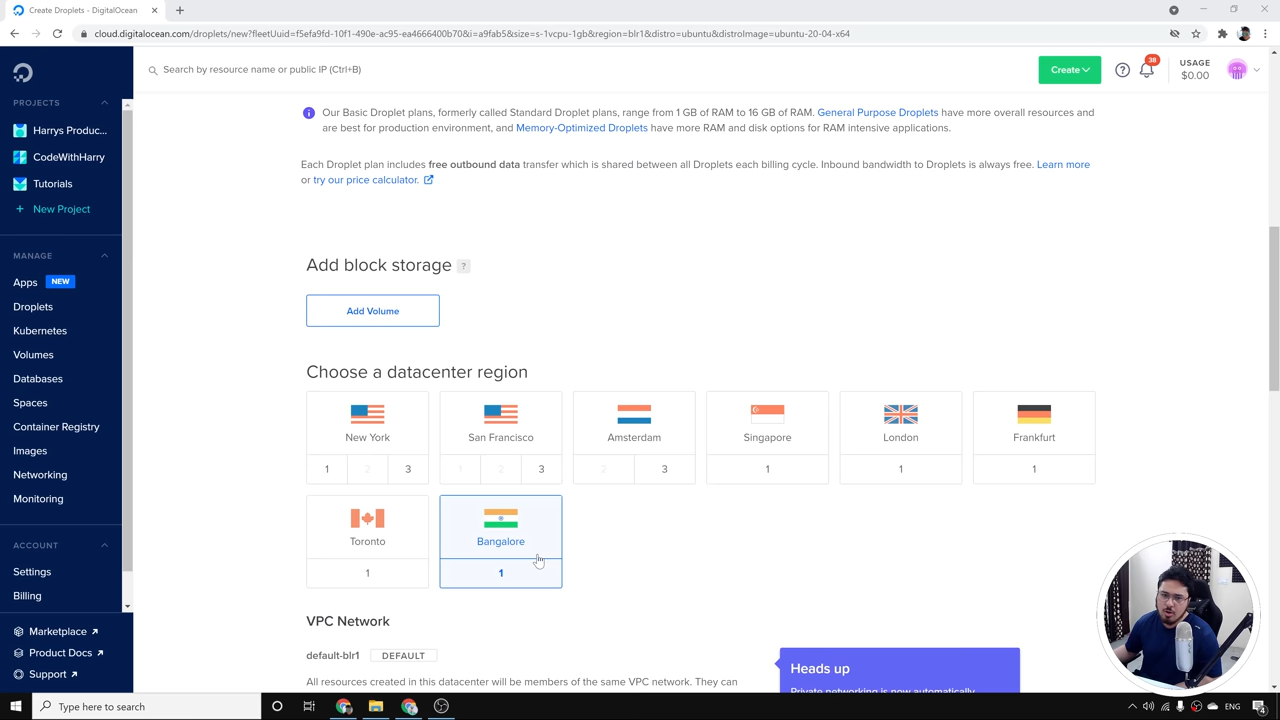 Create Droplets - DigitalOcean
cloud.digitalocean.com/droplets/new?fleetUuid=f5efa9fd-10f1-490e-ac95-ea4666400b70&i=a9fab5&size=s-1vcpu-1gb&region=blr1&distro=ubuntu&distroImage=ubuntu-20-04-x64
Search by resource name or public IP (Ctrl+B)
Create
38
USAGE
$0.00
PROJECTS
Harrys Produc...
CodeWithHarry
Tutorials
+ New Project
MANAGE
Apps NEW
Droplets
Kubernetes
Volumes
Databases
Spaces
Container Registry
Images
Networking
Monitoring
ACCOUNT
Settings
Billing
Marketplace
Product Docs
Support
Our Basic Droplet plans, formerly called Standard Droplet plans, range from 1 GB of RAM to 16 GB of RAM. General Purpose Droplets have more overall resources and
are best for production environment, and Memory-Optimized Droplets have more RAM and disk options for RAM intensive applications.
Each Droplet plan includes free outbound data transfer which is shared between all Droplets each billing cycle. Inbound bandwidth to Droplets is always free. Learn more
or try our price calculator.
Add block storage ?
Add Volume
Choose a datacenter region
New York
1 2 3
San Francisco
1 2 3
Amsterdam
2 3
Singapore
1
London
1
Frankfurt
1
Toronto
1
Bangalore
1
VPC Network
default-blr1 DEFAULT
All resources created in this datacenter will be members of the same VPC network. They can
Heads up
Private networking is now automatically
Type here to search
ENG
4